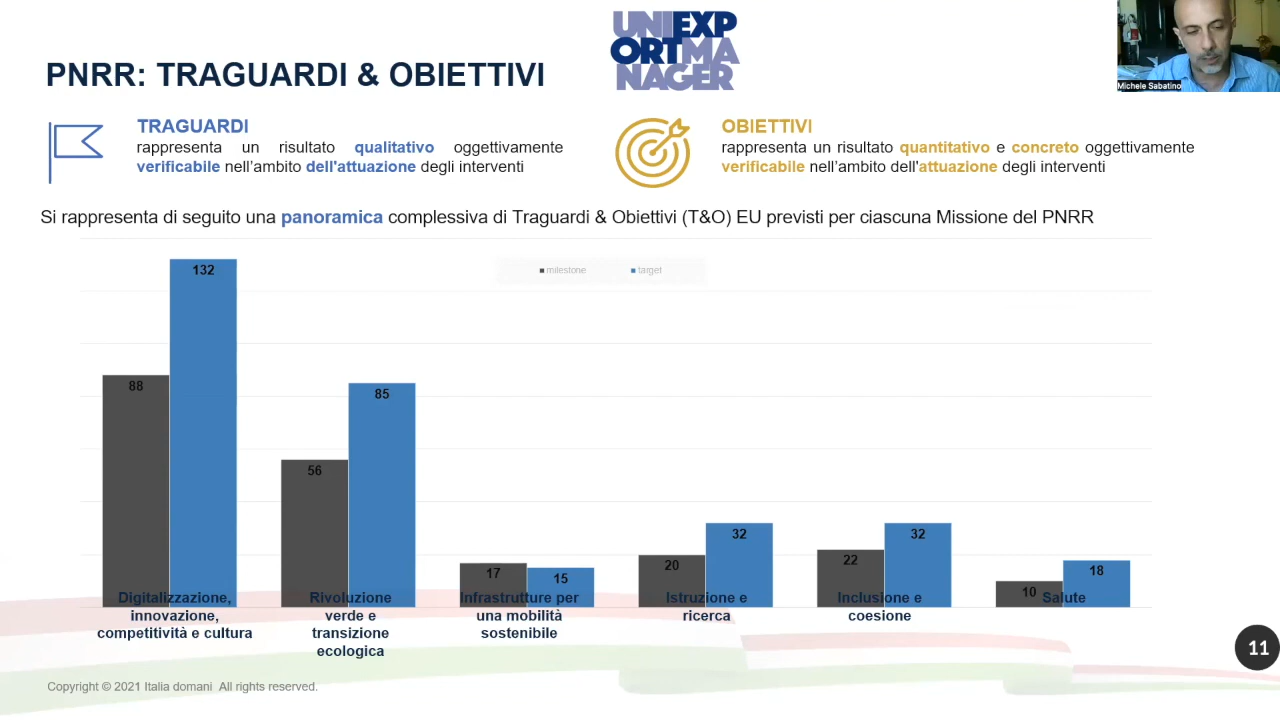 UNIEXP
ORTMA
NAGER
Michele Sabatino
PNRR: TRAGUARDI & OBIETTIVI
TRAGUARDI
rappresenta un risultato qualitativo oggettivamente
verificabile nell'ambito dell'attuazione degli interventi
OBIETTIVI
rappresenta un risultato quantitativo e concreto oggettivamente
verificabile nell'ambito dell'attuazione degli interventi
Si rappresenta di seguito una panoramica complessiva di Traguardi & Obiettivi (T&O) EU previsti per ciascuna Missione del PNRR
milestone target
88 132
56 85
17 15
20 32
22 32
10 18
Digitalizzazione,
innovazione,
competitività e cultura
Rivoluzione
verde e
transizione
ecologica
Infrastrutture per
una mobilità
sostenibile
Istruzione e
ricerca
Inclusione e
coesione
Salute
11
Copyright © 2021 Italia domani All rights reserved.